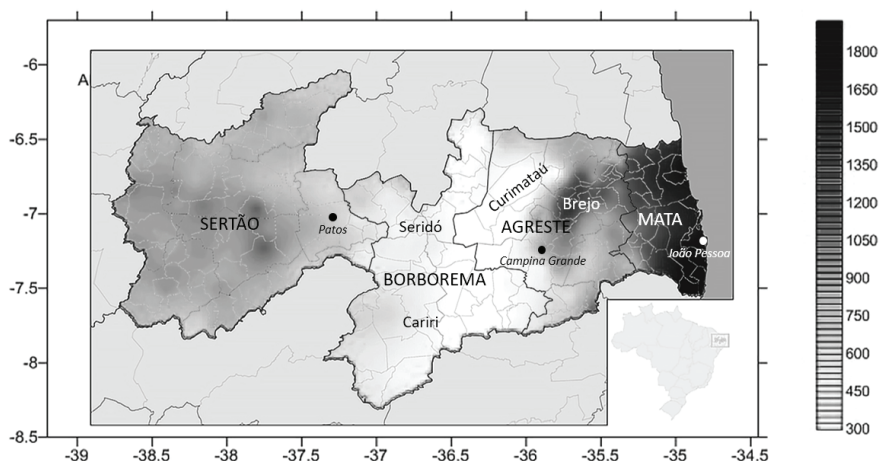 A
-6
-6.5
-7
-7.5
-8
-8.5
-39
-38.5
-38
-37.5
-37
-36.5
-36
-35.5
-35
-34.5
SERTÃO
Patos
Seridó
BORBOREMA
Cariri
Curimataú
AGRESTE
Campina Grande
Brejo
MATA
João Pessoa
1800
1650
1500
1350
1200
1050
900
750
600
450
300